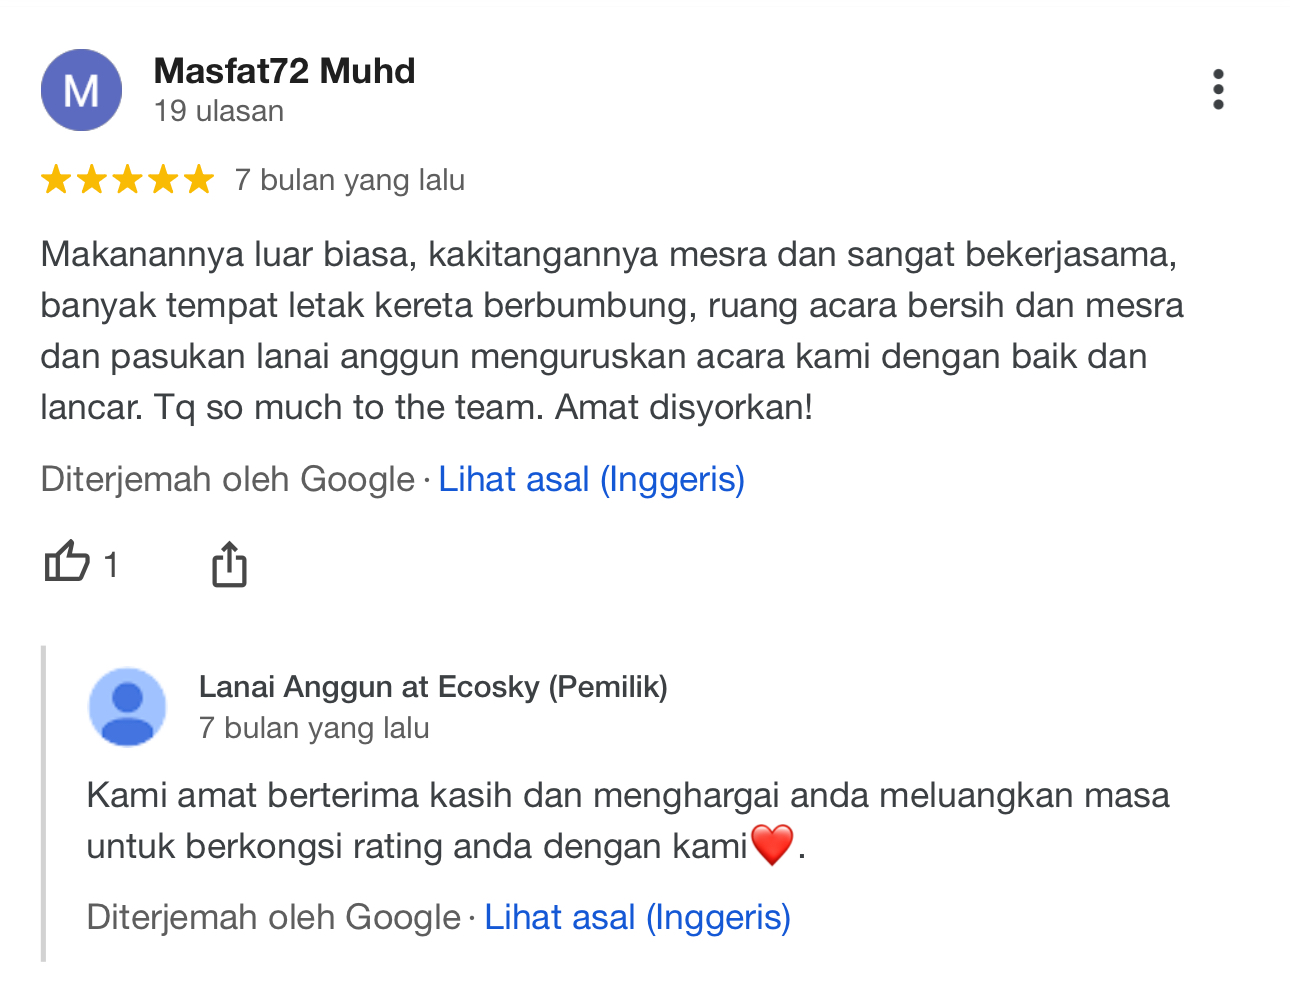 M
Masfat72 Muhd
19 ulasan
7 bulan yang lalu
Makanannya luar biasa, kakitangannya mesra dan sangat bekerjasama,
banyak tempat letak kereta berbumbung, ruang acara bersih dan mesra
dan pasukan lanai anggun menguruskan acara kami dengan baik dan
lancar. Tq so much to the team. Amat disyorkan!
Diterjemah oleh Google · Lihat asal (Inggeris)
1
Lanai Anggun at Ecosky (Pemilik)
7 bulan yang lalu
Kami amat berterima kasih dan menghargai anda meluangkan masa
untuk berkongsi rating anda dengan kami❤️.
Diterjemah oleh Google · Lihat asal (Inggeris)